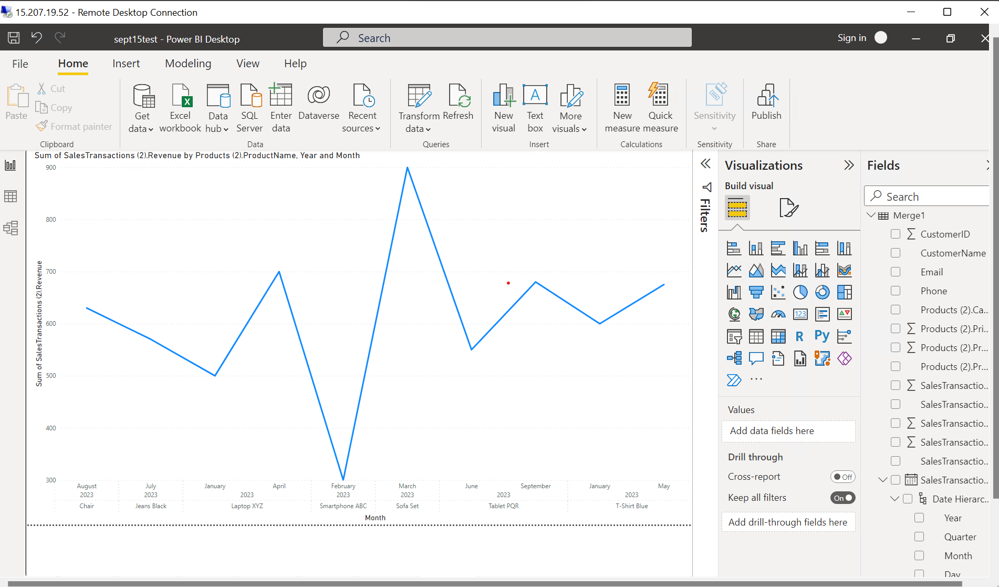 15.207.19.52 - Remote Desktop Connection
sept15test - Power BI Desktop
Search
Sign in
File
Home
Insert
Modeling
View
Help
Paste
Cut
Copy
Format painter
Clipboard
Get data
Excel workbook
Data hub
SQL Server
Enter data
Dataverse
Recent sources
Data
Transform data
Refresh
Queries
New visual
Text box
More visuals
Insert
New measure
Quick measure
Calculations
Sensitivity
Sensitivity
Publish
Share
Sum of SalesTransactions (2).Revenue by Products (2).ProductName, Year and Month
Sum of SalesTransactions (2).Revenue
900
800
700
600
500
400
300
August
July
January
April
February
March
June
September
January
May
2023
2023
2023
2023
2023
2023
2023
Chair
Jeans Black
Laptop XYZ
Smartphone ABC
Sofa Set
Tablet PQR
T-Shirt Blue
Month
Filters
Visualizations
Build visual
123
R
Py
Values
Add data fields here
Drill through
Cross-report
Off
Keep all filters
On
Add drill-through fields here
Fields
Search
Merge1
CustomerID
CustomerName
Email
Phone
Products (2).Ca...
Products (2).Pri...
Products (2).Pr...
Products (2).Pr...
SalesTransactio...
SalesTransactio...
SalesTransactio...
SalesTransactio...
SalesTransactio...
SalesTransactio...
Date Hierarc...
Year
Quarter
Month
Day